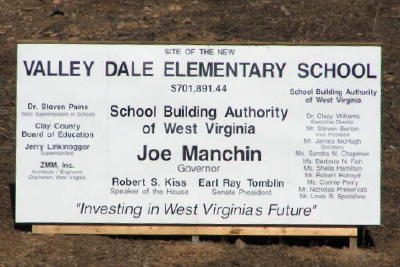 SITE OF THE NEW
VALLEY DALE ELEMENTARY SCHOOL
$701,891.44
Dr. Steven Paine
State Superintendent of Schools
Clay County
Board of Education
Jerry Linkinoggor
Superintendent
ZMM, Inc.
Architects / Engineers
Charleston, West Virginia
School Building Authority
of West Virginia
Joe Manchin
Governor
Robert S. Kiss
Speaker of the House
Earl Ray Tomblin
Senate President
School Building Authority
of West Virginia
Dr. Clacy Williams
Executive Director
Mr. Steven Burton
Vice President
Mr. James McHugh
Secretary
Ms. Sandra M. Chapman
Ms. Barbara N. Fish
Ms. Sheila Hamilton
Mr. Robert
Ms. Connie Perry
Mr. Nicholas Preservati
Mr. Louis R. Spatafore
"Investing in West Virginia's Future"